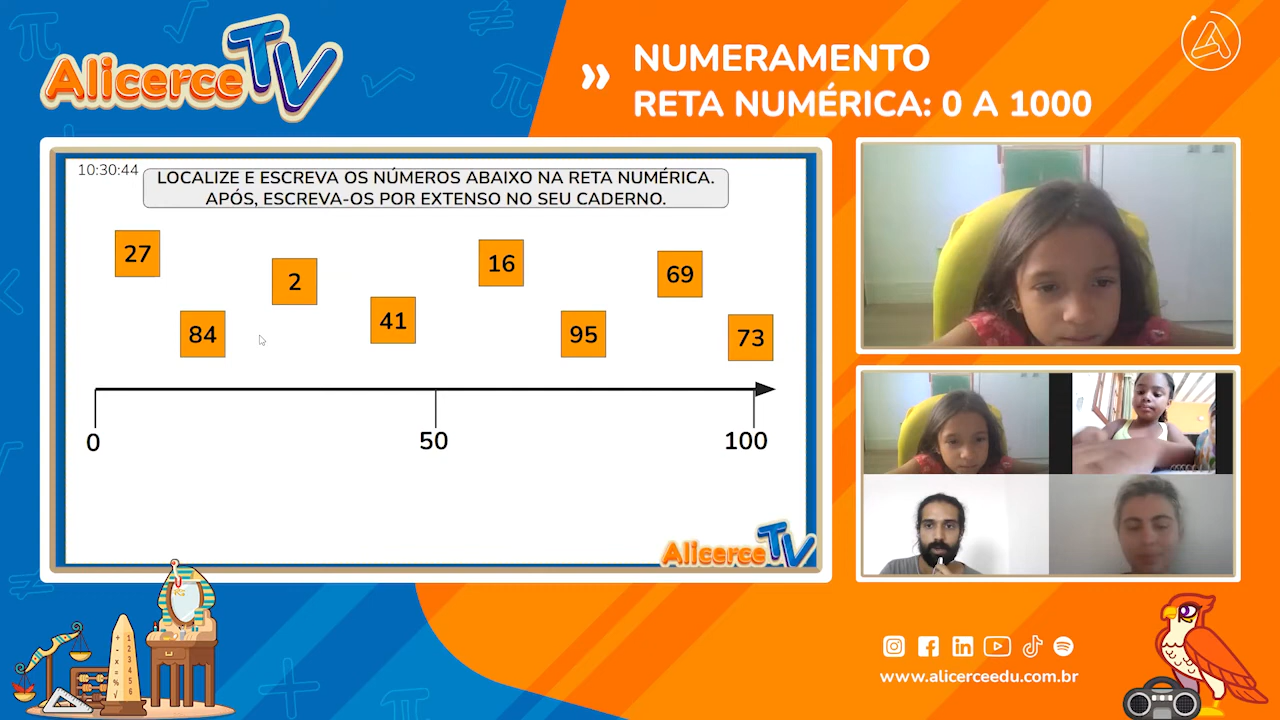 Alicerce TV
NUMERAMENTO
RETA NUMÉRICA: 0 A 1000
10:30:44
LOCALIZE E ESCREVA OS NÚMEROS ABAIXO NA RETA NUMÉRICA.
APÓS, ESCREVA-OS POR EXTENSO NO SEU CADERNO.
27
2
16
69
84
41
95
73
0
50
100
Alicerce TV
www.alicerceedu.com.br